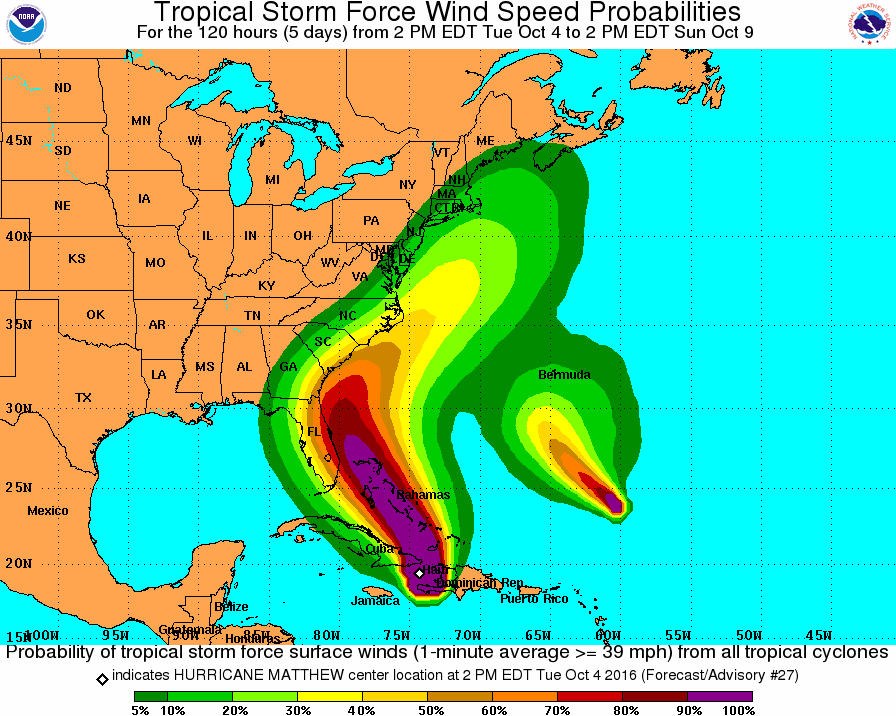 NOAA
Tropical Storm Force Wind Speed Probabilities
For the 120 hours (5 days) from 2 PM EDT Tue Oct 4 to 2 PM EDT Sun Oct 9
NATIONAL WEATHER SERVICE
ND
MN
ME
45N
WI
VT
SD
MI
NH
NY
MA
NE
IA
CT
PA
NJ
40N
IL
IN
OH
MD
KS
MO
WV
DE
VA
KY
OK
TN
NC
35N
AR
SC
LA
MS
AL
GA
Bermuda
TX
30N
FL
25N
Bahamas
Mexico
Cuba
20N
Haiti
Dominican Rep
Jamaica
Puerto Rico
Belize
Guatemala
Honduras
15N
100W 95W 90W 85W 80W 75W 70W 65W 60W 55W 50W 45W
Probability of tropical storm force surface winds (1-minute average >= 39 mph) from all tropical cyclones
indicates HURRICANE MATTHEW center location at 2 PM EDT Tue Oct 4 2016 (Forecast/Advisory #27)
5% 10% 20% 30% 40% 50% 60% 70% 80% 90% 100%